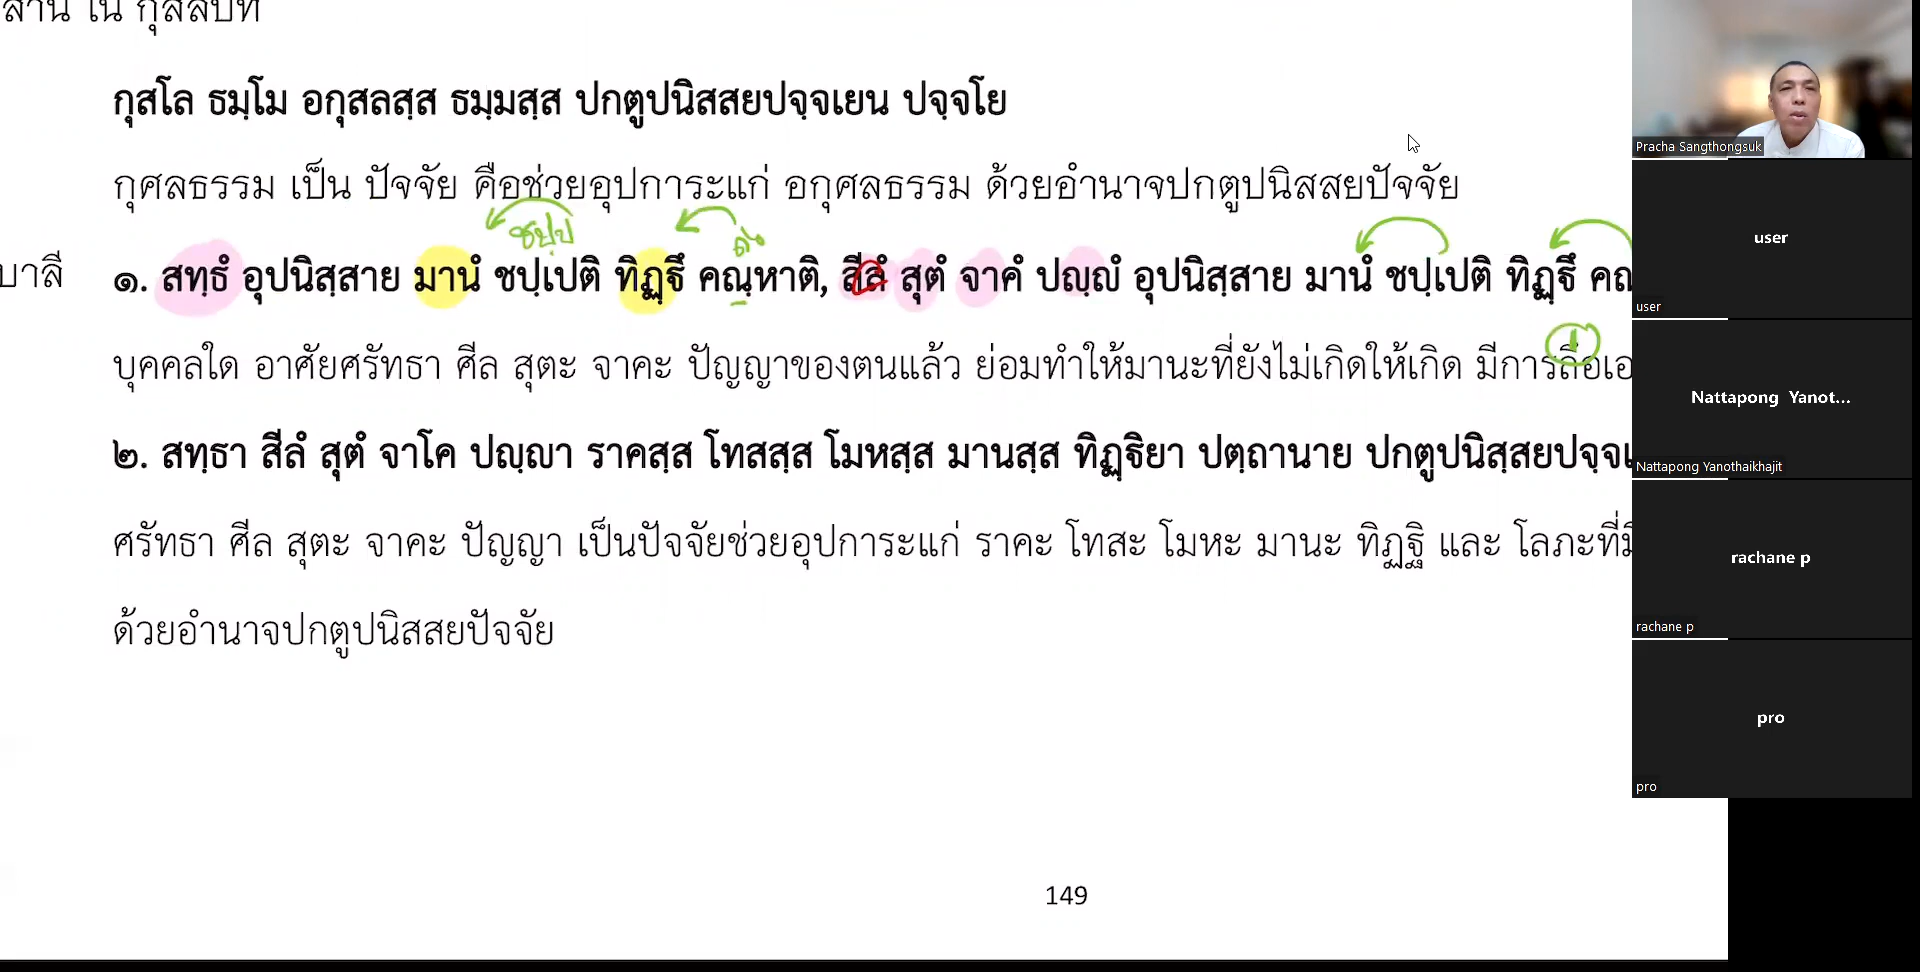 สาน ใน กุสลบท
กุสโล ธมฺโม อกุสลสฺส ธมฺมสฺส ปกตูปนิสสยปจฺจเยน ปจฺจโย
กุศลธรรม เป็น ปัจจัย คือช่วยอุปการะแก่ อกุศลธรรม ด้วยอำนาจปกตูปนิสสยปัจจัย
ชปฺป
บาลี
๑. สทฺธํ อุปนิสฺสาย มานํ ชปฺเปติ ทิฏฺฐึ คณฺหาติ, สีลํ สุตํ จาคํ ปญฺญํ อุปนิสฺสาย มานํ ชปฺเปติ ทิฏฺฐึ คณ
1
บุคคลใด อาศัยศรัทธา ศีล สุตะ จาคะ ปัญญาของตนแล้ว ย่อมทำให้มานะที่ยังไม่เกิดให้เกิด มีการถือเอ
๒. สทฺธา สีลํ สุตํ จาโค ปญฺญา ราคสฺส โทสสฺส โมหสฺส มานสฺส ทิฏฺฐิยา ปตฺถานาย ปกตูปนิสฺสยปจฺจเ
ศรัทธา ศีล สุตะ จาคะ ปัญญา เป็นปัจจัยช่วยอุปการะแก่ ราคะ โทสะ โมหะ มานะ ทิฏฐิ และ โลภะที่มี
ด้วยอำนาจปกตูปนิสสยปัจจัย
149
Pracha Sangthongsuk
user
user
Nattapong Yanot...
Nattapong Yanothaikhajit
rachane p
rachane p
pro
pro